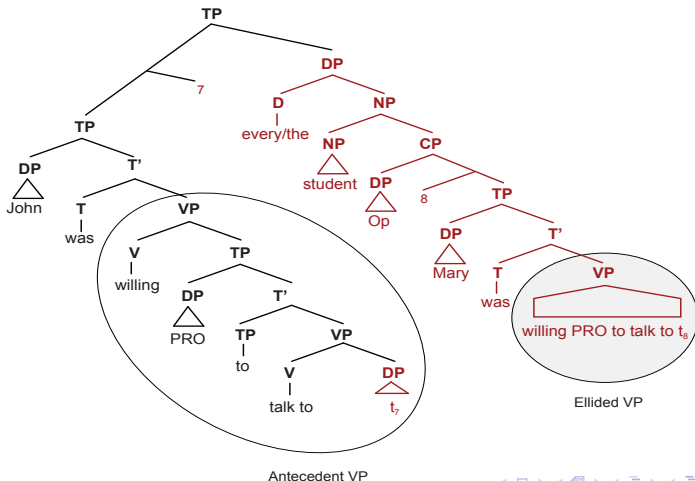 TP
DP
7
D
NP
every/the
TP
NP
CP
student
DP
T'
DP
8
TP
John
Op
T
VP
DP
T'
was
Mary
V
TP
T
VP
willing
was
DP
T'
willing PRO to talk to t8
PRO
TP
VP
to
V
DP
talk to
t7
Ellided VP
Antecedent VP